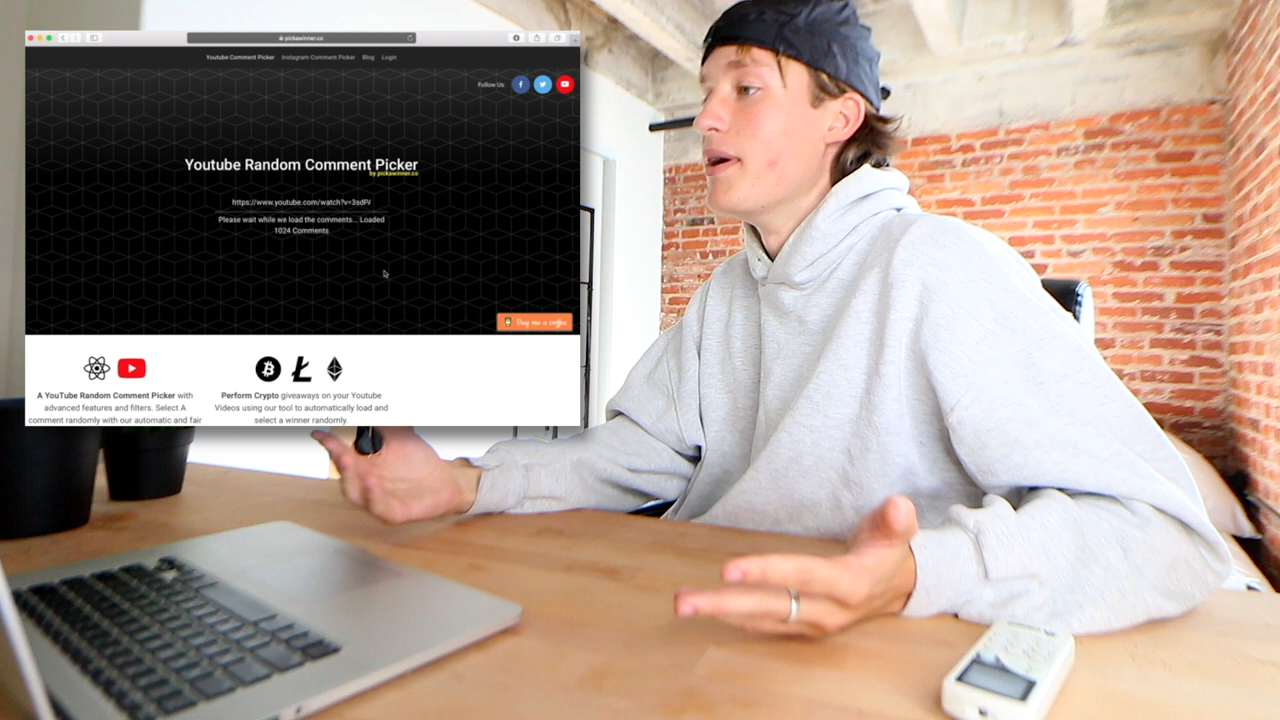 pickawinner.co
Youtube Comment Picker Instagram Comment Picker Blog Login
Follow Us:
Youtube Random Comment Picker
by pickawinner.co
Please wait while we load the comments... Loaded
1024 Comments
Buy me a coffee
A YouTube Random Comment Picker with
advanced features and filters. Select A
comment randomly with our automatic and fair
Perform Crypto giveaways on your Youtube
Videos using our tool to automatically load and
select a winner randomly.